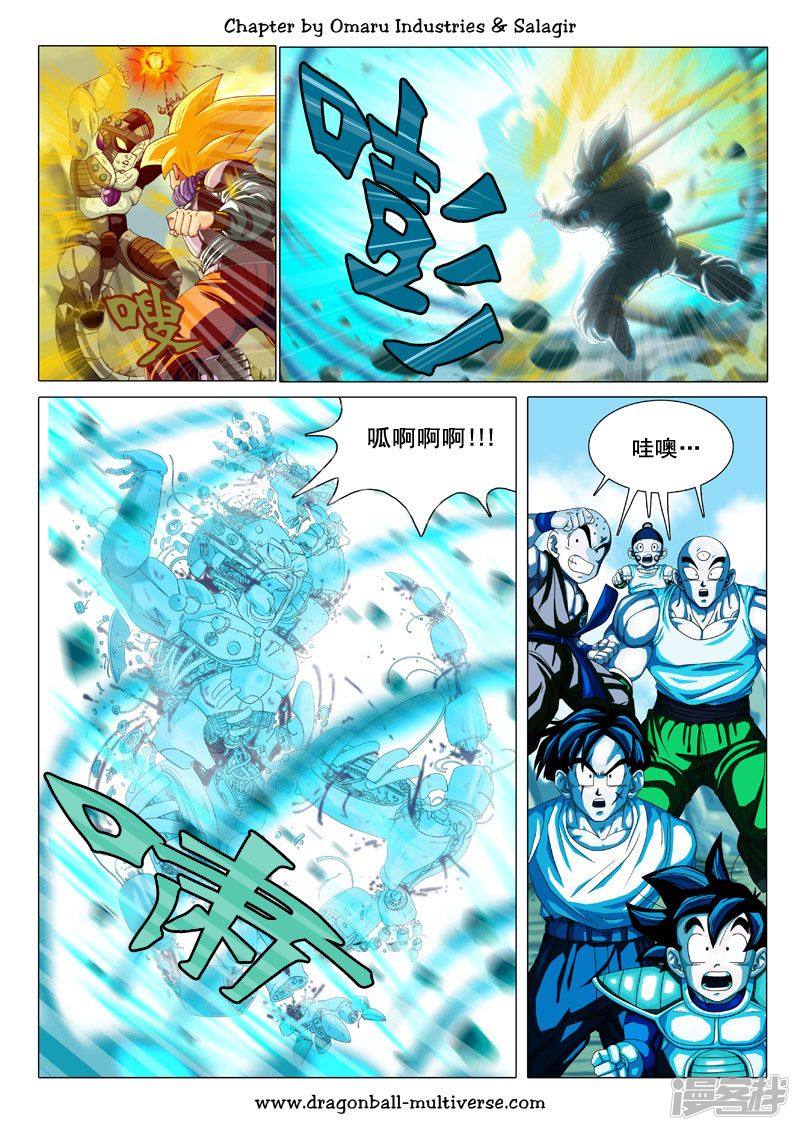 Chapter by Omaru Industries & Salagir
嗖
呱啊啊啊!!!
哇噢…
嘯
www.dragonball-multiverse.com
漫客栈